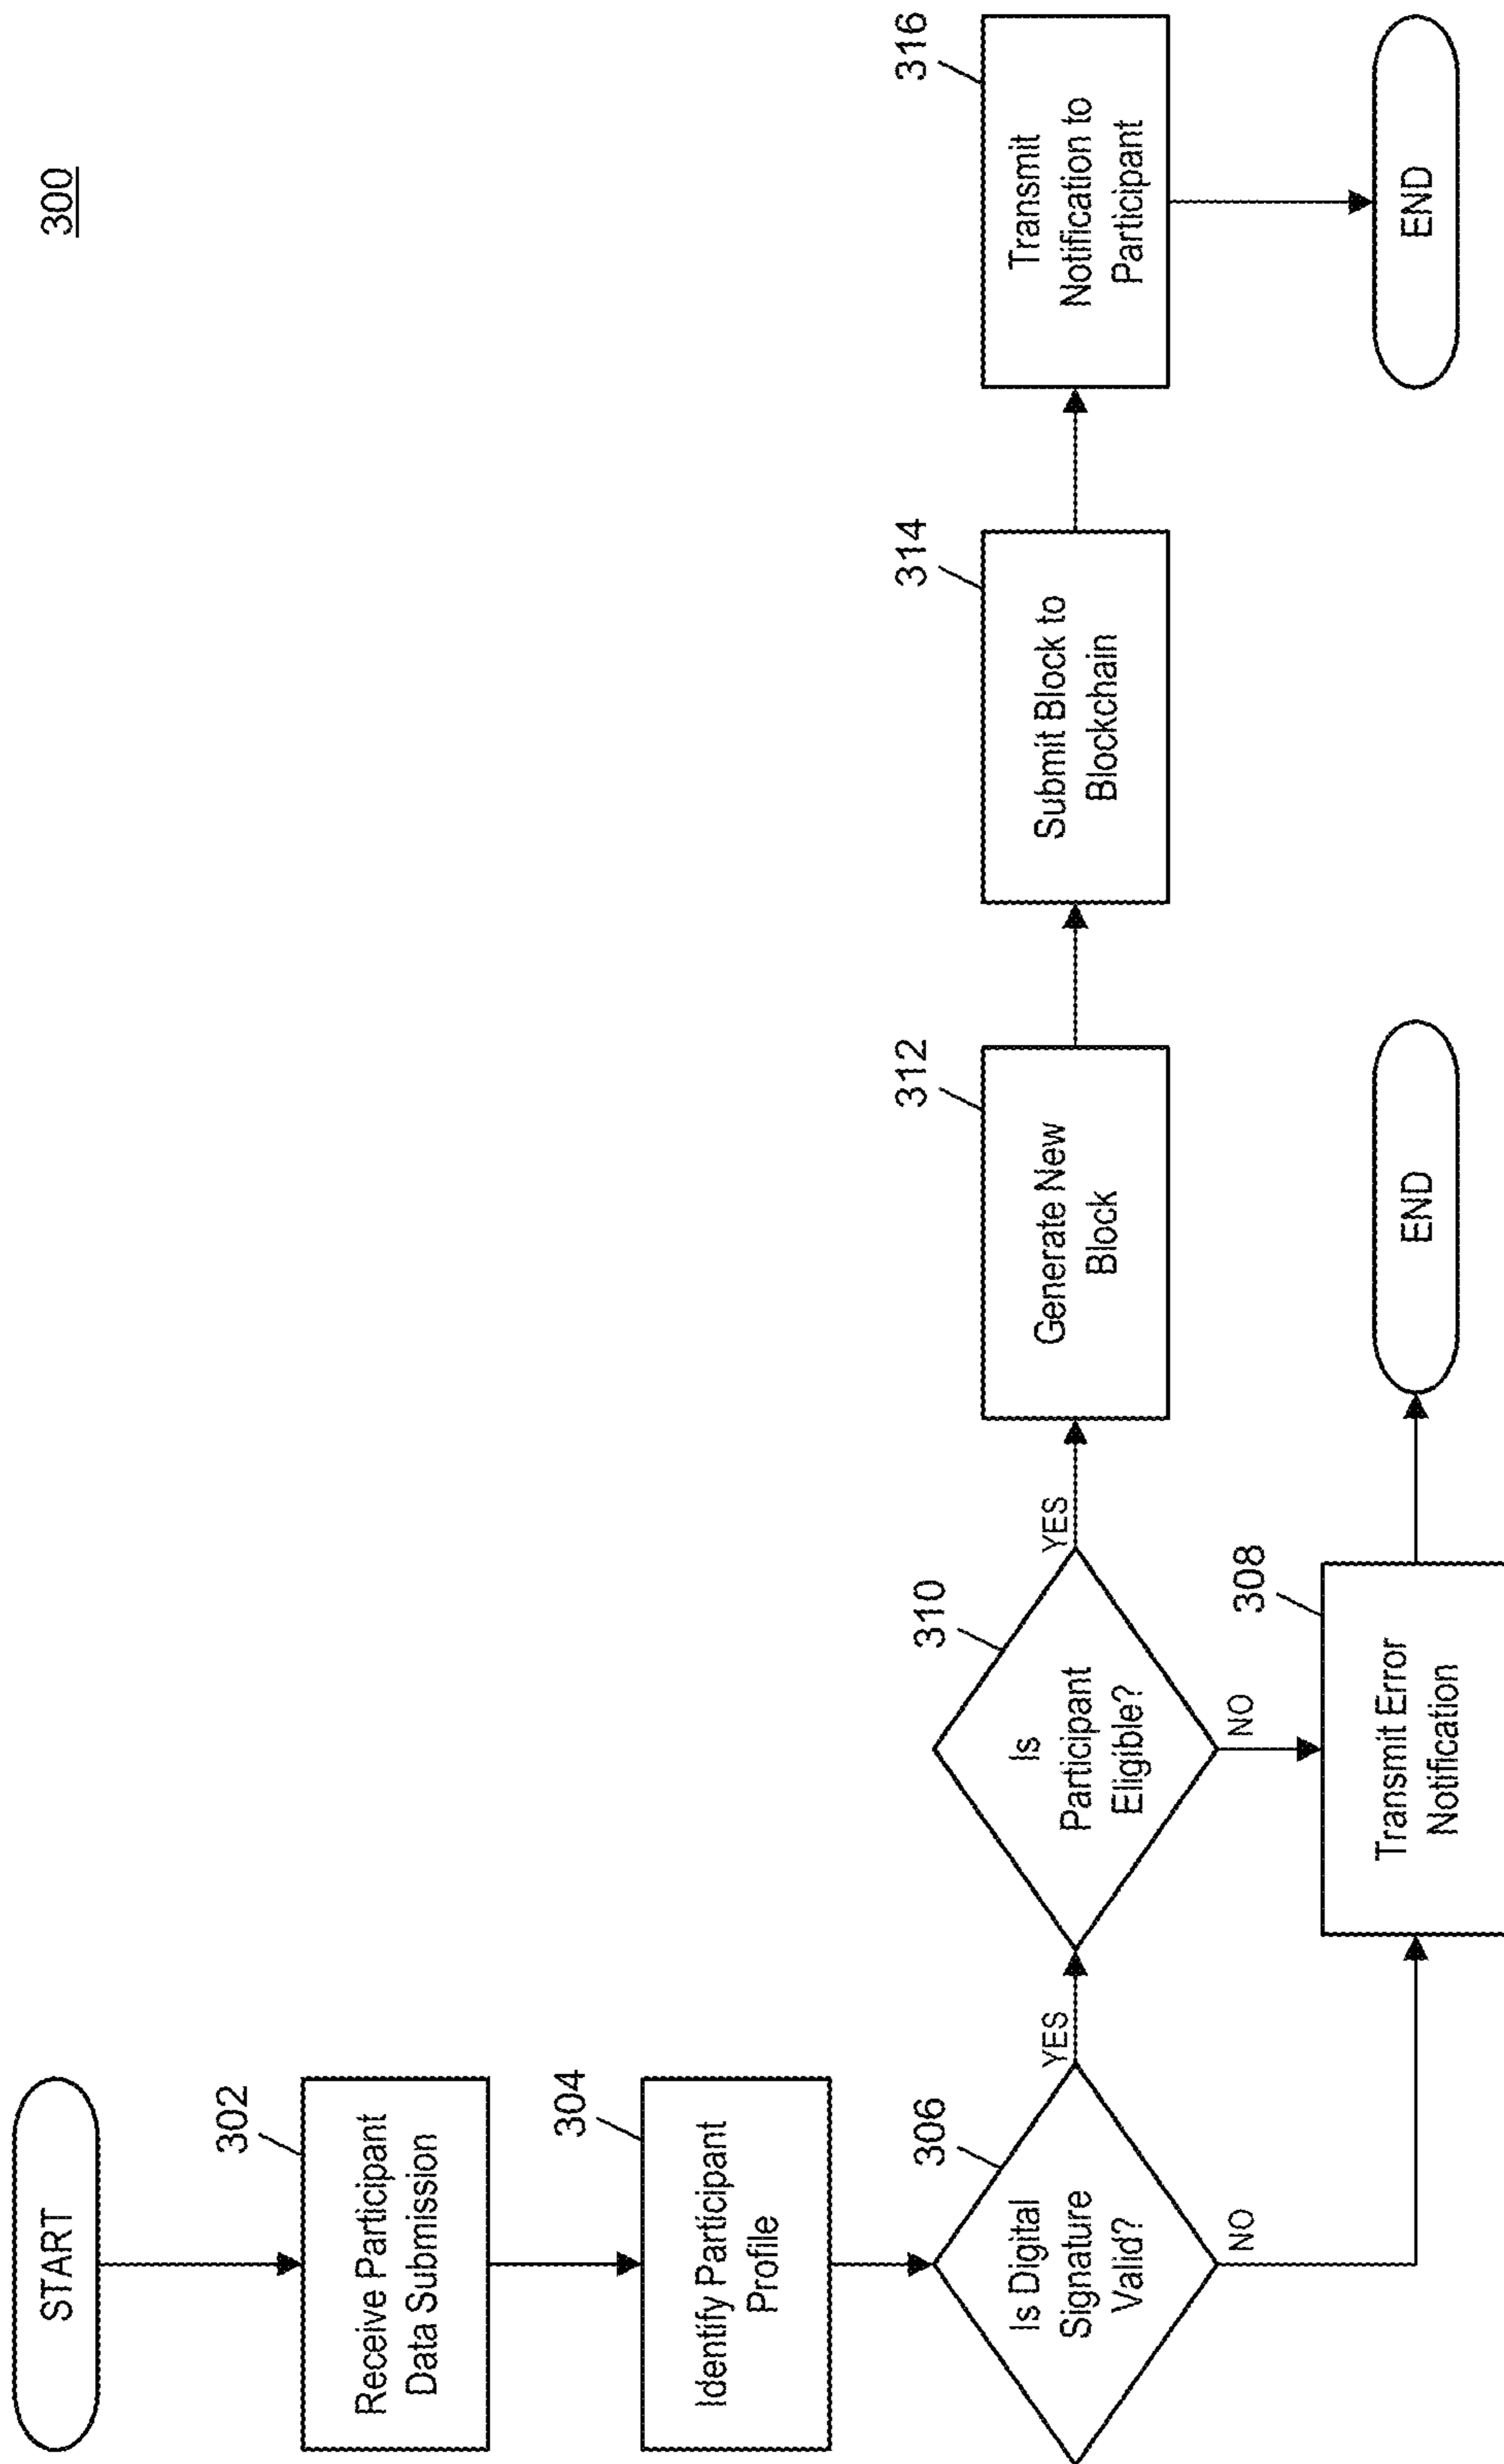 300
START
302
Receive Participant
Data Submission
304
Identify Participant
Profile
306
Is Digital
Signature
Valid?
YES
NO
310
Is
Participant
Eligible?
YES
NO
308
Transmit Error
Notification
END
312
Generate New
Block
314
Submit Block to
Blockchain
316
Transmit
Notification to
Participant
END